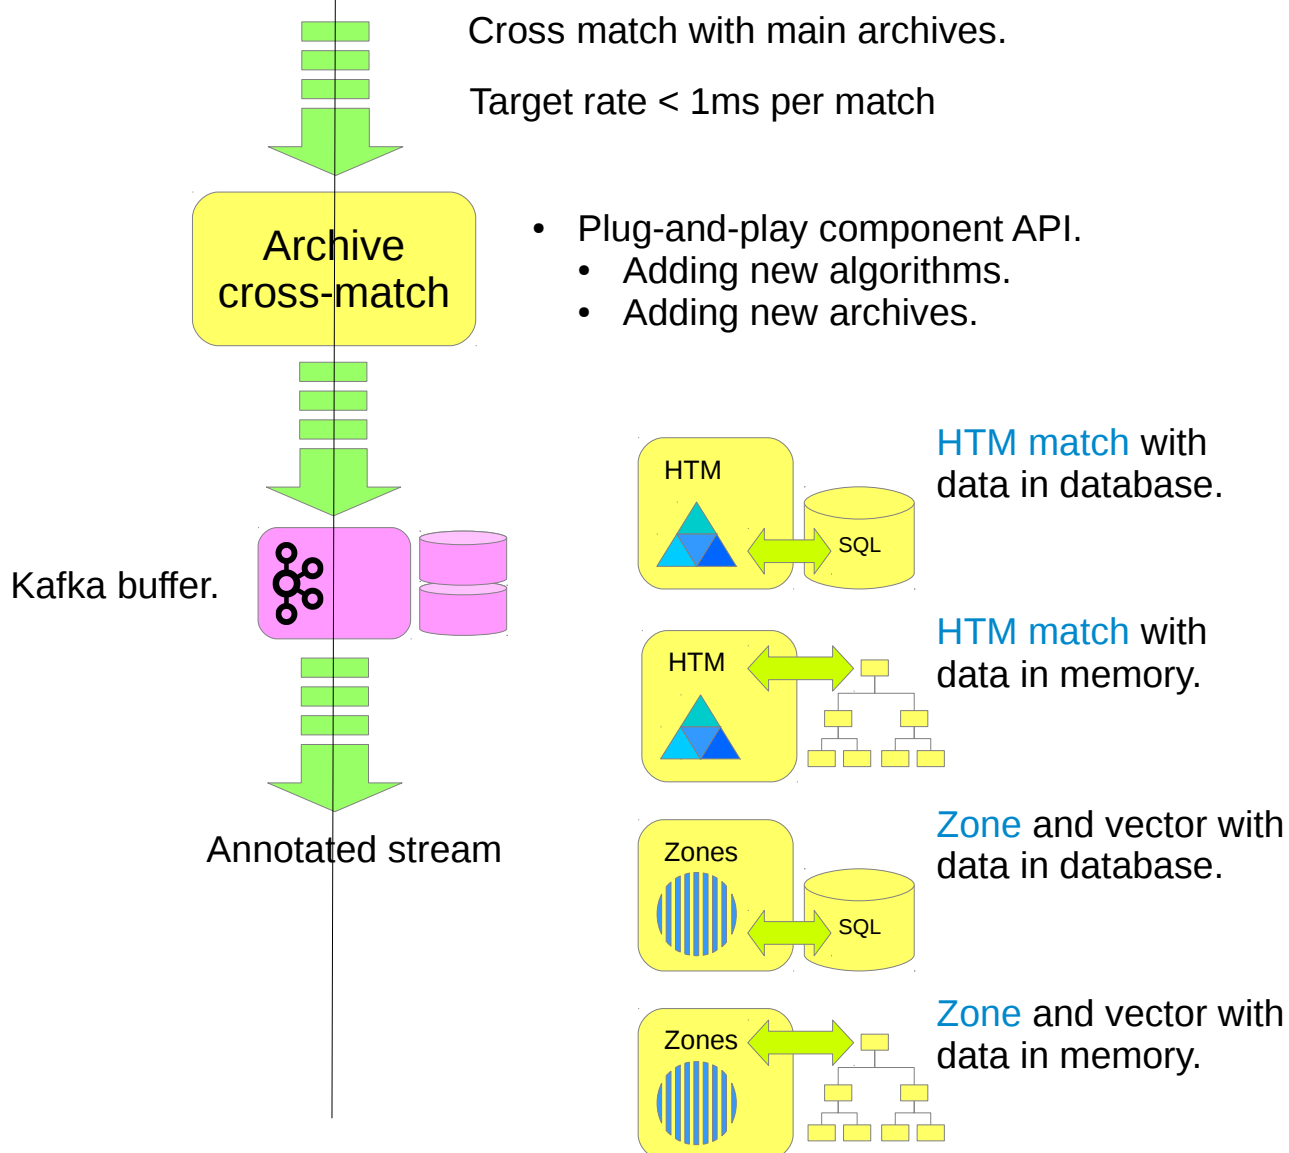 Cross match with main archives.
Target rate < 1ms per match
Archive
cross-match
• Plug-and-play component API.
• Adding new algorithms.
• Adding new archives.
HTM match with
data in database.
HTM
SQL
Kafka buffer.
HTM match with
data in memory.
HTM
Annotated stream
Zone and vector with
data in database.
Zones
SQL
Zone and vector with
data in memory.
Zones